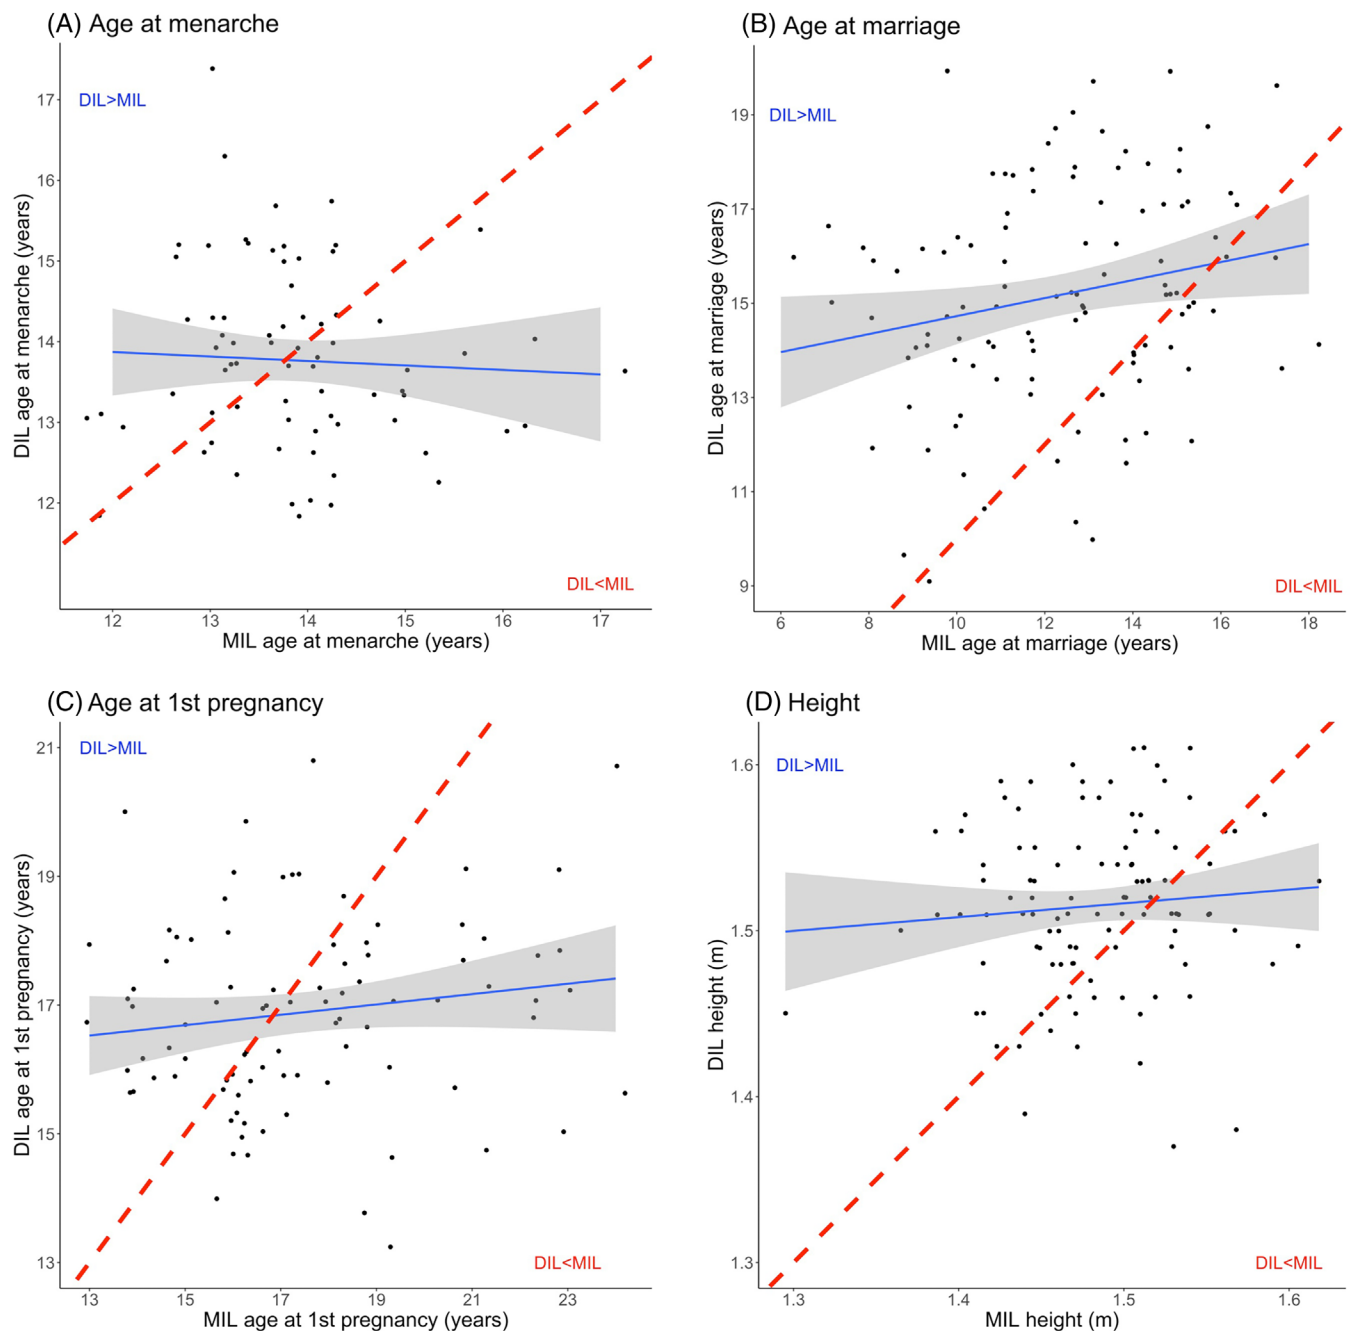 (A) Age at menarche
DIL>MIL
17
16
15
14
13
12
DIL age at menarche (years)
DIL<MIL
12 13 14 15 16 17
MIL age at menarche (years)
(B) Age at marriage
DIL>MIL
19
17
15
13
11
9
DIL age at marriage (years)
DIL<MIL
6 8 10 12 14 16 18
MIL age at marriage (years)
(C) Age at 1st pregnancy
DIL>MIL
21
19
17
15
13
DIL age at 1st pregnancy (years)
DIL<MIL
13 15 17 19 21 23
MIL age at 1st pregnancy (years)
(D) Height
DIL>MIL
1.6
1.5
1.4
1.3
DIL height (m)
DIL<MIL
1.3 1.4 1.5 1.6
MIL height (m)